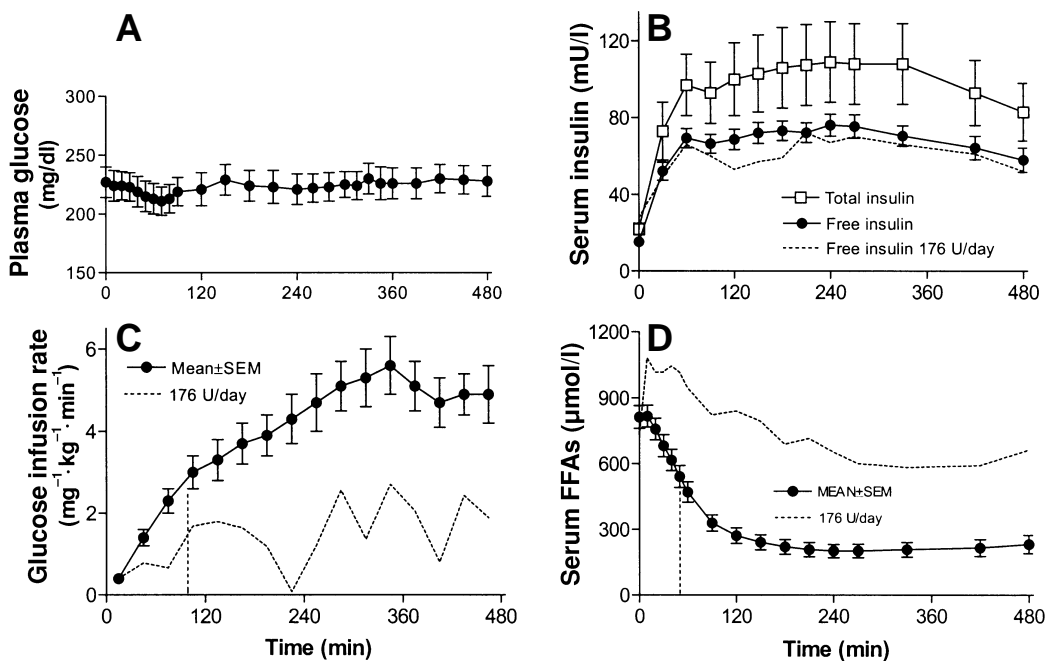 A
Plasma glucose
(mg/dl)
300
250
200
150
0 120 240 360 480
B
Serum insulin (mU/l)
120
80
40
0
Total insulin
Free insulin
Free insulin 176 U/day
0 120 240 360 480
C
Glucose infusion rate
(mg⁻¹·kg⁻¹·min⁻¹)
6
4
2
0
Mean±SEM
176 U/day
0 120 240 360 480
Time (min)
D
Serum FFAs (µmol/l)
1200
900
600
300
0
MEAN±SEM
176 U/day
0 120 240 360 480
Time (min)